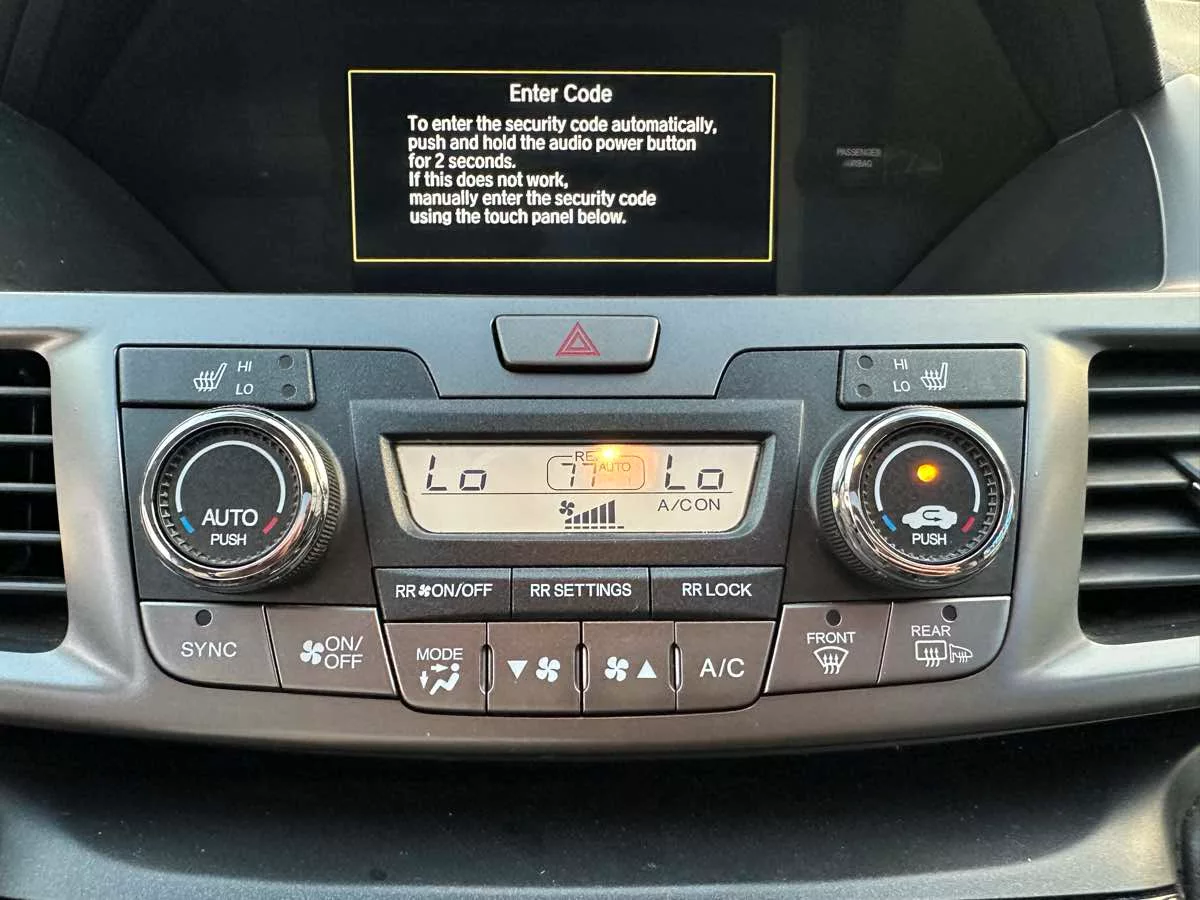 Enter Code
To enter the security code automatically,
push and hold the audio power button
for 2 seconds.
If this does not work,
manually enter the security code
using the touch panel below.
PASSENGER
AIRBAG
HI
LO
HI
LO
AUTO
PUSH
Lo
77
AUTO
Lo
A/C ON
PUSH
RR ON/OFF
RR SETTINGS
RR LOCK
SYNC
ON/
OFF
MODE
A/C
FRONT
REAR